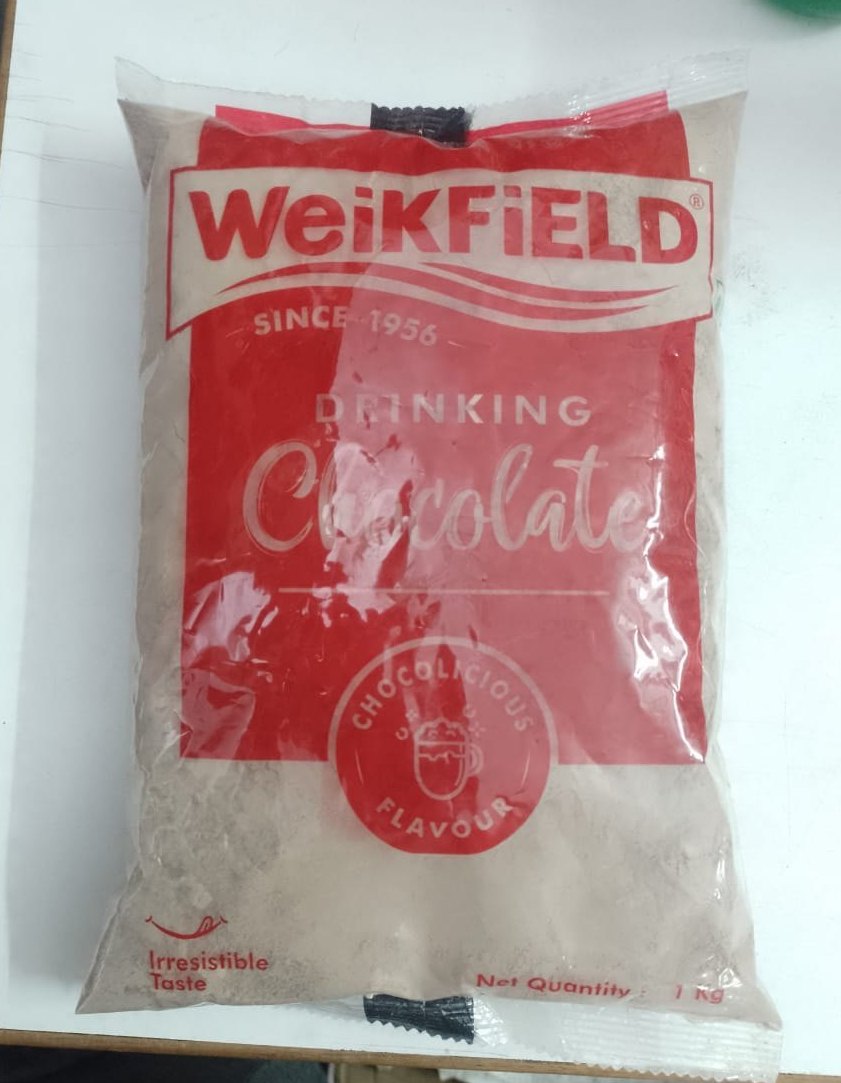 WeiKFiELD®
SINCE 1956
DRINKING
Chocolate
CHOCOLICIOUS
FLAVOUR
Irresistible
Taste
Net Quantity : 1 Kg